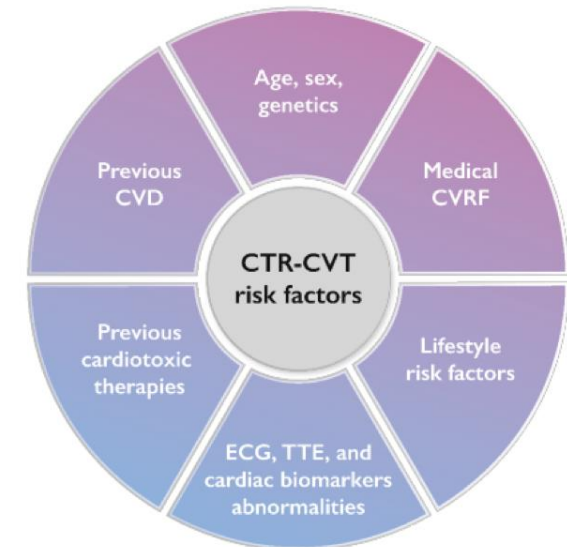 Age, sex,
genetics
Medical
CVRF
Lifestyle
risk factors
ECG, TTE, and
cardiac biomarkers
abnormalities
Previous
cardiotoxic
therapies
Previous
CVD
CTR-CVT
risk factors